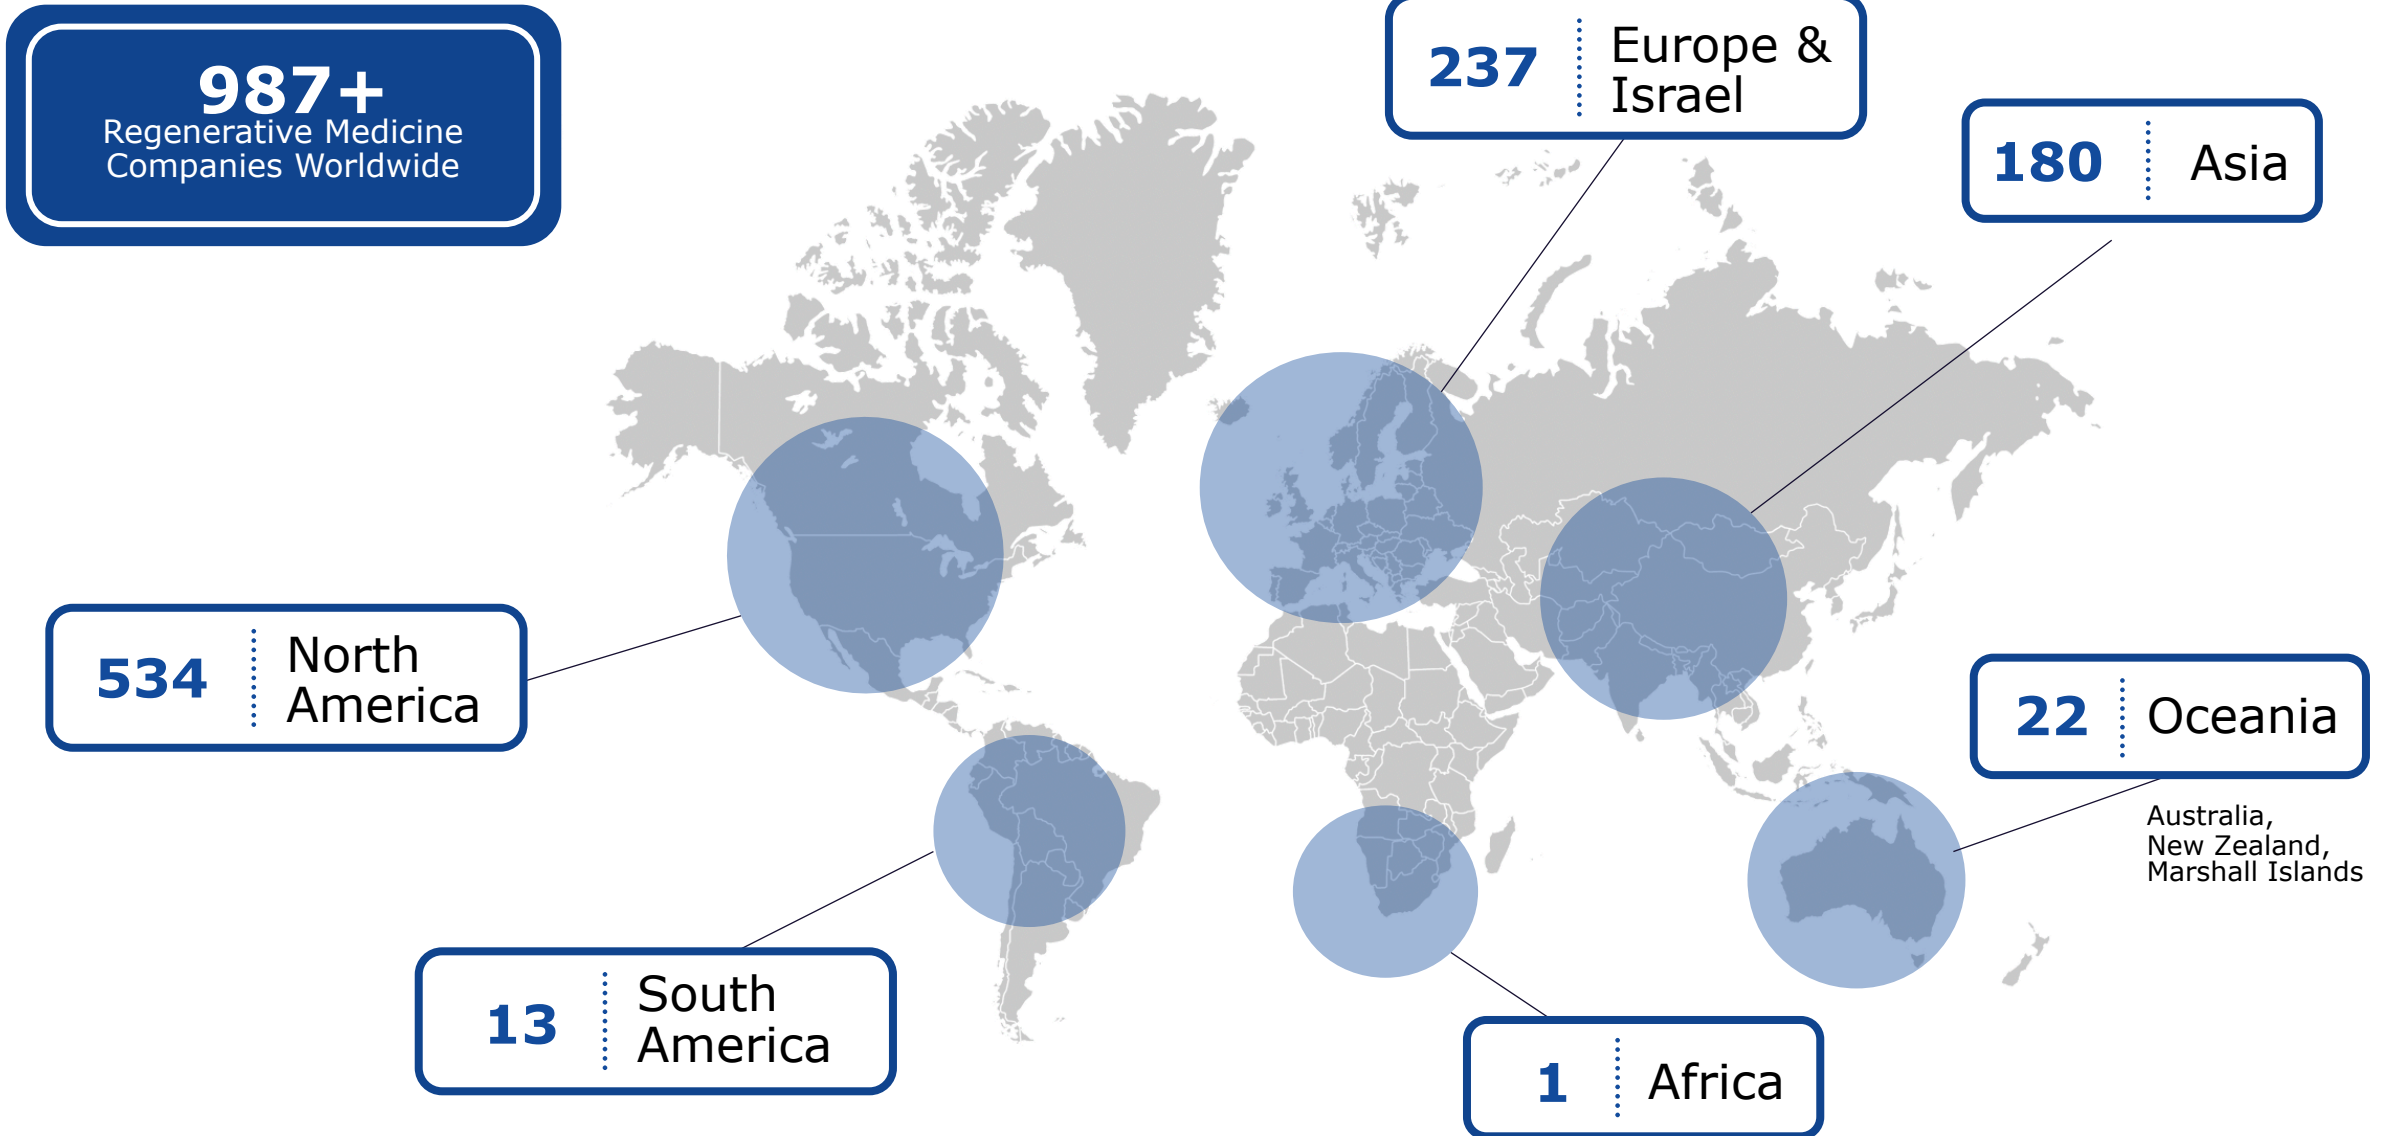 987+
Regenerative Medicine
Companies Worldwide
237
Europe &
Israel
180
Asia
534
North
America
22
Oceania
Australia,
New Zealand,
Marshall Islands
13
South
America
1
Africa